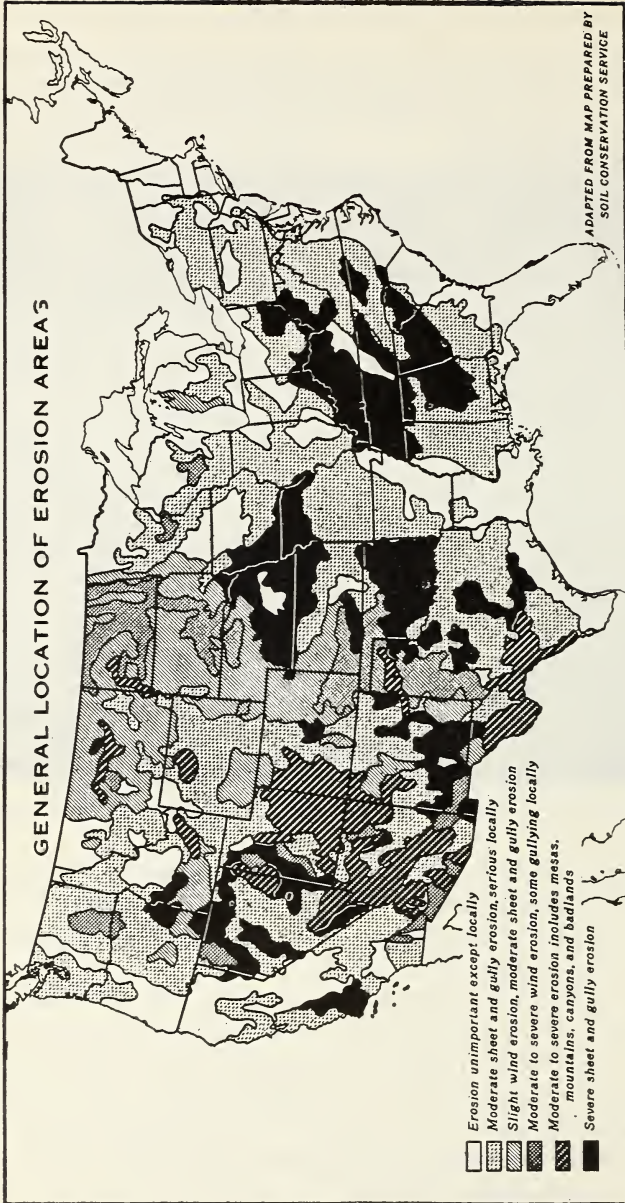 GENERAL LOCATION OF EROSION AREAS
Erosion unimportant except locally
Moderate sheet and gully erosion, serious locally
Slight wind erosion, moderate sheet and gully erosion
Moderate to severe wind erosion, some gullying locally
Moderate to severe erosion includes mesas,
mountains, canyons, and badlands
Severe sheet and gully erosion
ADAPTED FROM MAP PREPARED BY
SOIL CONSERVATION SERVICE